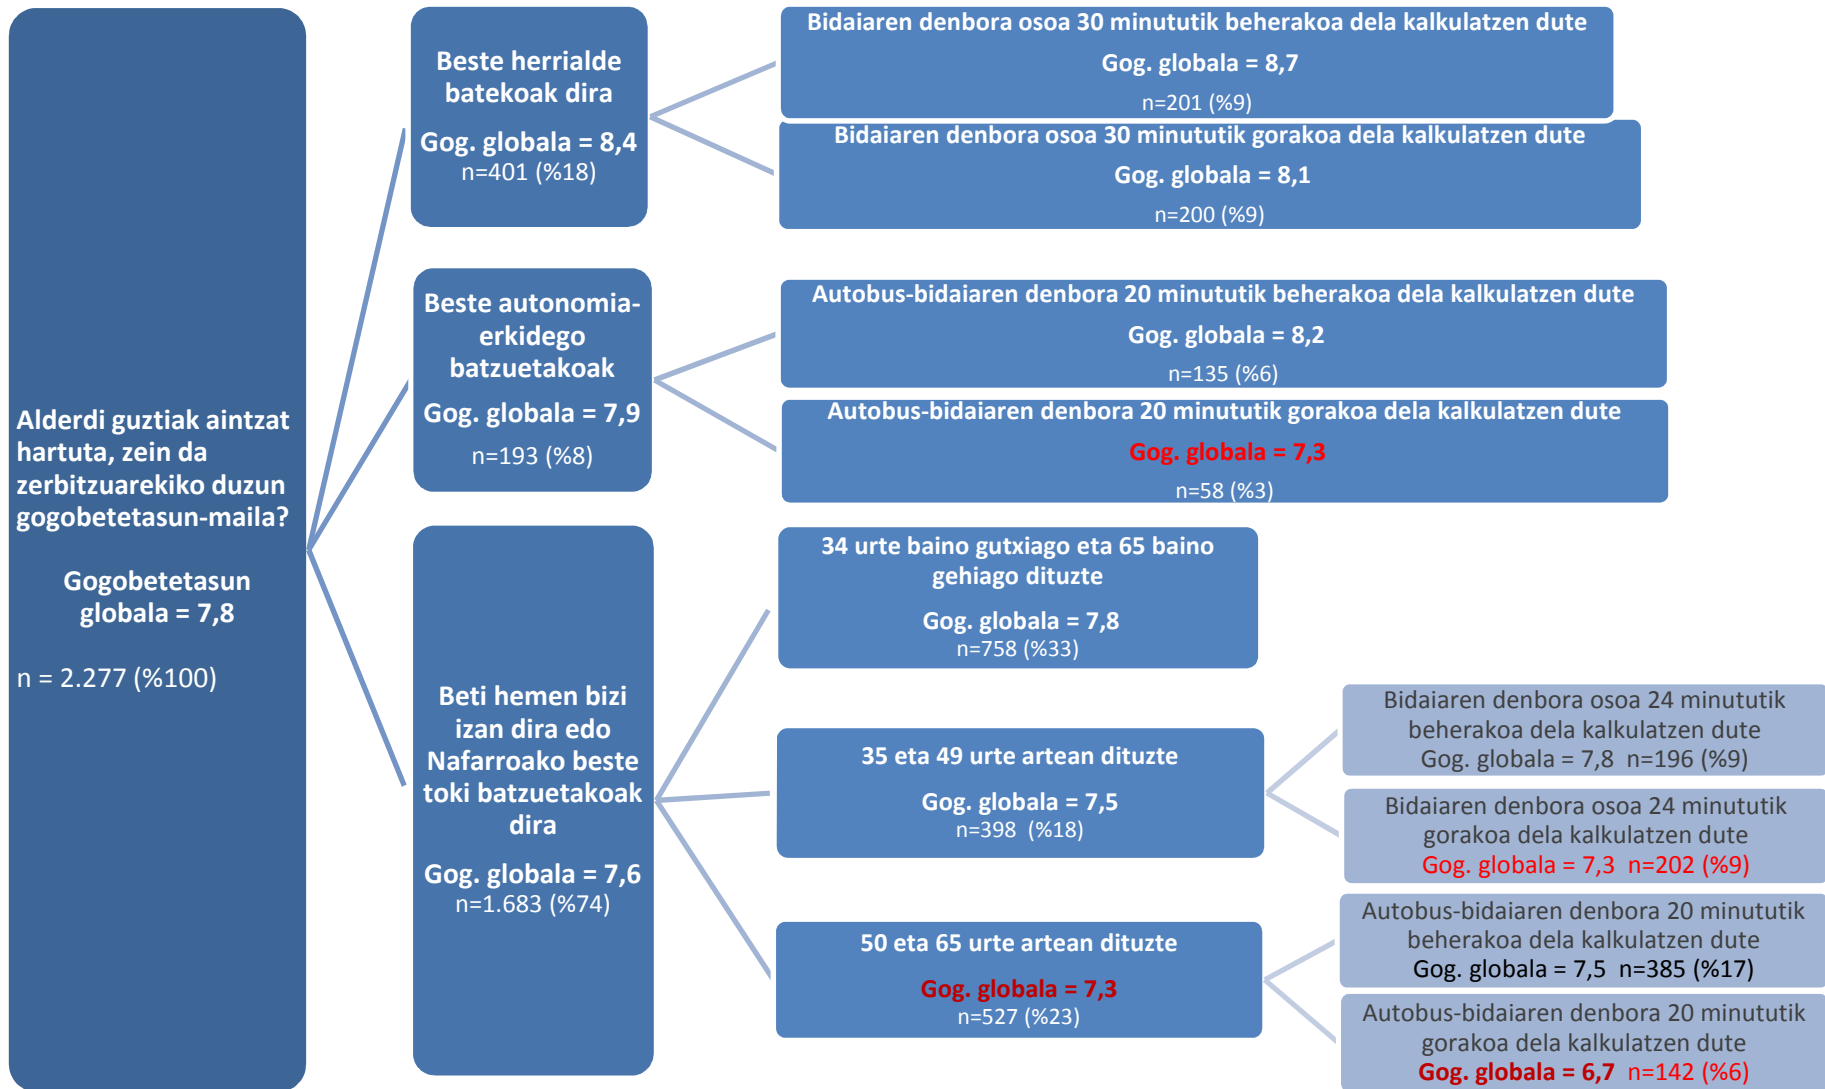 Alderdi guztiak aintzat
hartuta, zein da
zerbitzuarekiko duzun
gogobetetasun-maila?
Gogobetetasun
globala = 7,8
n = 2.277 (%100)
Beste herrialde
batekoak dira
Gog. globala = 8,4
n=401 (%18)
Bidaiaren denbora osoa 30 minututik beherakoa dela kalkulatzen dute
Gog. globala = 8,7
n=201 (%9)
Bidaiaren denbora osoa 30 minututik gorakoa dela kalkulatzen dute
Gog. globala = 8,1
n=200 (%9)
Beste autonomia-
erkidego
batzuetakoak
Gog. globala = 7,9
n=193 (%8)
Autobus-bidaiaren denbora 20 minututik beherakoa dela kalkulatzen dute
Gog. globala = 8,2
n=135 (%6)
Autobus-bidaiaren denbora 20 minututik gorakoa dela kalkulatzen dute
Gog. globala = 7,3
n=58 (%3)
Beti hemen bizi
izan dira edo
Nafarroako beste
toki batzuetakoak
dira
Gog. globala = 7,6
n=1.683 (%74)
34 urte baino gutxiago eta 65 baino
gehiago dituzte
Gog. globala = 7,8
n=758 (%33)
35 eta 49 urte artean dituzte
Gog. globala = 7,5
n=398 (%18)
Bidaiaren denbora osoa 24 minututik
beherakoa dela kalkulatzen dute
Gog. globala = 7,8 n=196 (%9)
Bidaiaren denbora osoa 24 minututik
gorakoa dela kalkulatzen dute
Gog. globala = 7,3 n=202 (%9)
50 eta 65 urte artean dituzte
Gog. globala = 7,3
n=527 (%23)
Autobus-bidaiaren denbora 20 minututik
beherakoa dela kalkulatzen dute
Gog. globala = 7,5 n=385 (%17)
Autobus-bidaiaren denbora 20 minututik
gorakoa dela kalkulatzen dute
Gog. globala = 6,7 n=142 (%6)